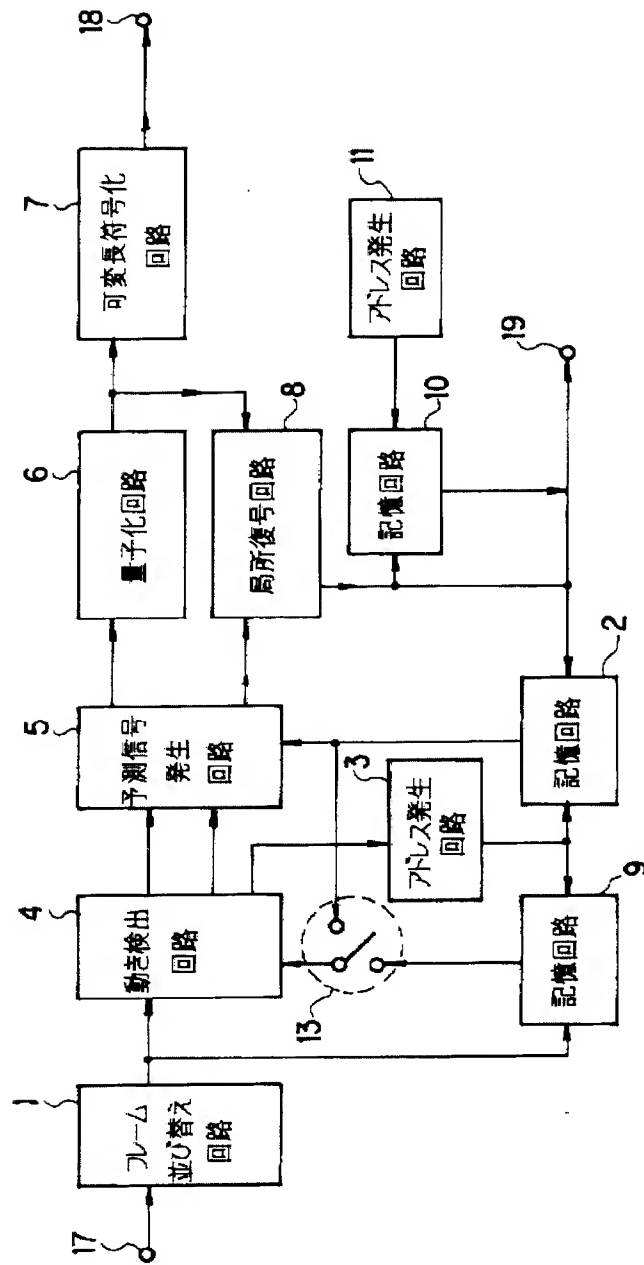 17
1
フレーム
並び替え
回路
4
動き検出
回路
5
予測信号
発生
回路
6
量子化回路
7
可変長符号化
回路
18
8
局所復号回路
11
アドレス発生
回路
10
記憶回路
19
13
3
アドレス発生
回路
9
記憶回路
2
記憶回路